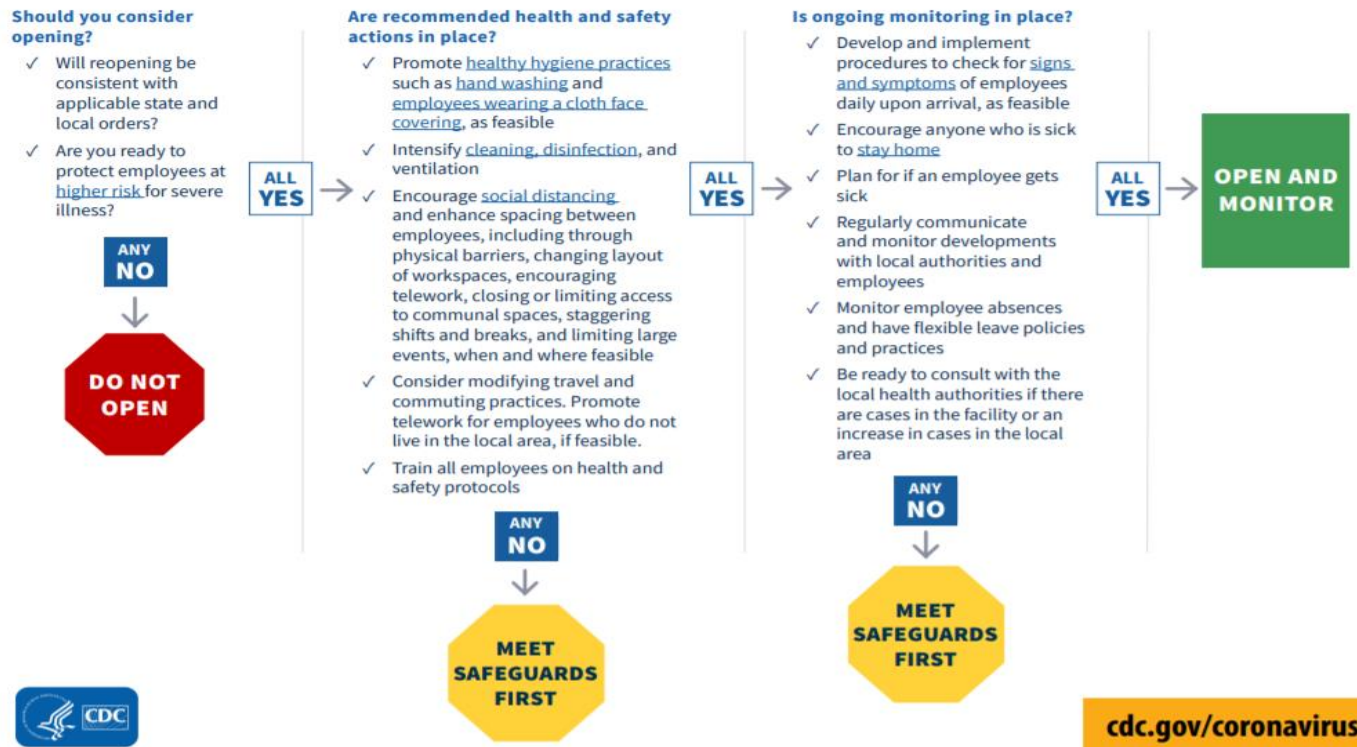 Should you consider
opening?
✓ Will reopening be
consistent with
applicable state and
local orders?
✓ Are you ready to
protect employees at
higher risk for severe
illness?
ANY
NO
DO NOT
OPEN
ALL
YES
Are recommended health and safety
actions in place?
✓ Promote healthy hygiene practices
such as hand washing and
employees wearing a cloth face
covering, as feasible
✓ Intensify cleaning, disinfection, and
ventilation
✓ Encourage social distancing
and enhance spacing between
employees, including through
physical barriers, changing layout
of workspaces, encouraging
telework, closing or limiting access
to communal spaces, staggering
shifts and breaks, and limiting large
events, when and where feasible
✓ Consider modifying travel and
commuting practices. Promote
telework for employees who do not
live in the local area, if feasible.
✓ Train all employees on health and
safety protocols
ANY
NO
MEET
SAFEGUARDS
FIRST
ALL
YES
Is ongoing monitoring in place?
✓ Develop and implement
procedures to check for signs
and symptoms of employees
daily upon arrival, as feasible
✓ Encourage anyone who is sick
to stay home
✓ Plan for if an employee gets
sick
✓ Regularly communicate
and monitor developments
with local authorities and
employees
✓ Monitor employee absences
and have flexible leave policies
and practices
✓ Be ready to consult with the
local health authorities if there
are cases in the facility or an
increase in cases in the local
area
ANY
NO
MEET
SAFEGUARDS
FIRST
ALL
YES
OPEN AND
MONITOR
CDC
cdc.gov/coronavirus